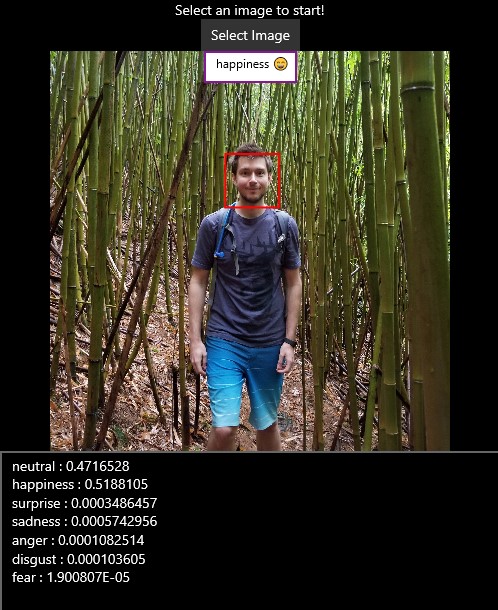 Select an image to start!
Select Image
happiness 😄
neutral : 0.4716528
happiness : 0.5188105
surprise : 0.0003486457
sadness : 0.0005742956
anger : 0.0001082514
disgust : 0.000103605
fear : 1.900807E-05